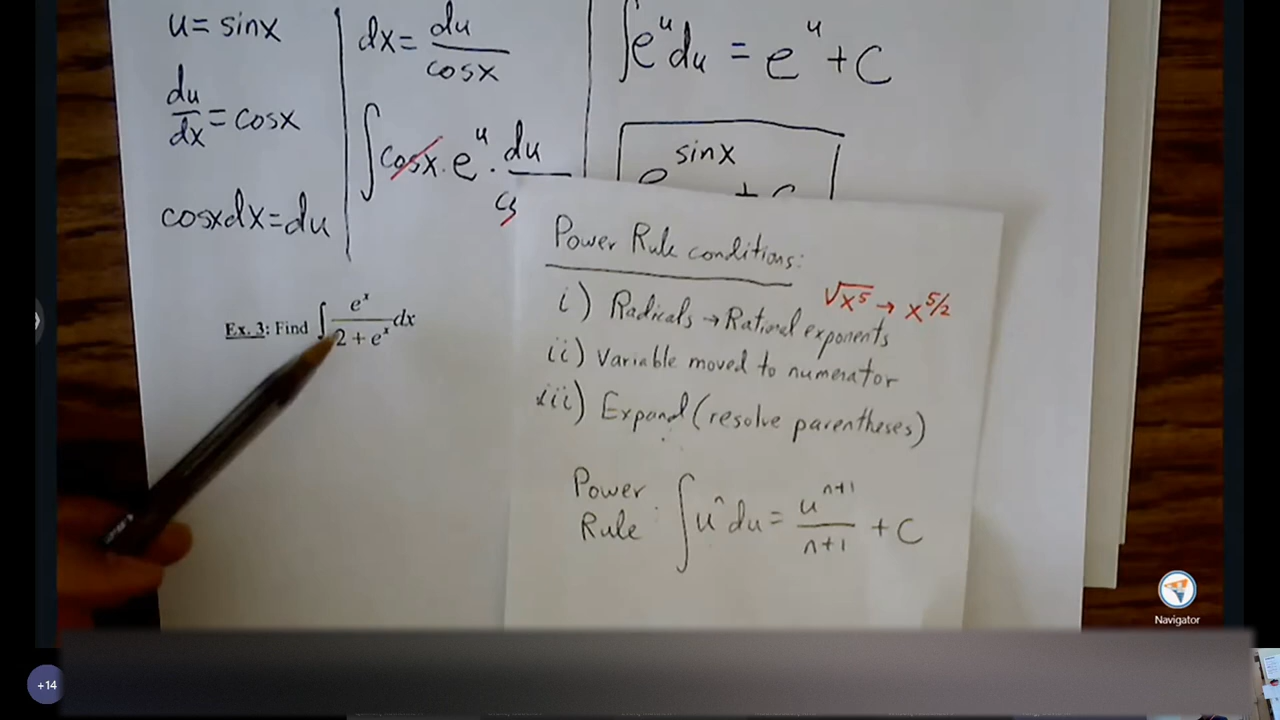 u = sinx
du/dx = cosx
cosxdx = du
dx = du/cosx
∫cosx · e^u · du/cs
∫e^u du = e^u + C
e^sinx + C
Ex. 3: Find ∫ e^x/(2 + e^x) dx
Power Rule conditions:
i) Radicals → Rational exponents
√x^5 → x^5/2
ii) Variable moved to numerator
iii) Expand (resolve parentheses)
Power Rule : ∫u^n du = u^(n+1)/(n+1) + C
Navigator
+14